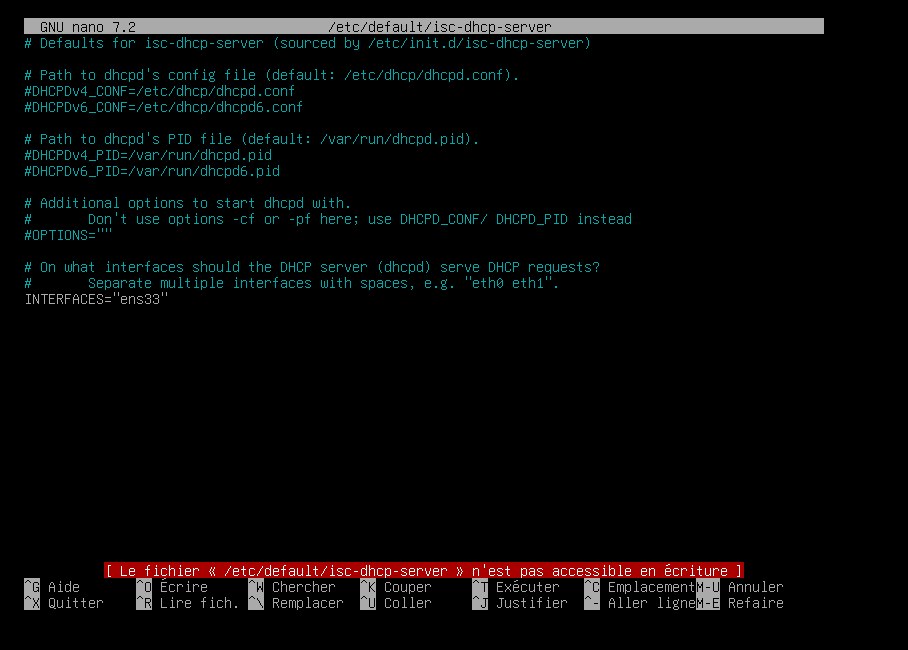 GNU nano 7.2 /etc/default/isc-dhcp-server
# Defaults for isc-dhcp-server (sourced by /etc/init.d/isc-dhcp-server)
# Path to dhcpd's config file (default: /etc/dhcp/dhcpd.conf).
#DHCPDv4_CONF=/etc/dhcp/dhcpd.conf
#DHCPDv6_CONF=/etc/dhcp/dhcpd6.conf
# Path to dhcpd's PID file (default: /var/run/dhcpd.pid).
#DHCPDv4_PID=/var/run/dhcpd.pid
#DHCPDv6_PID=/var/run/dhcpd6.pid
# Additional options to start dhcpd with.
#       Don't use options -cf or -pf here; use DHCPD_CONF/ DHCPD_PID instead
#OPTIONS=""
# On what interfaces should the DHCP server (dhcpd) serve DHCP requests?
#       Separate multiple interfaces with spaces, e.g. "eth0 eth1".
INTERFACES="ens33"
[ Le fichier « /etc/default/isc-dhcp-server » n'est pas accessible en écriture ]
^G Aide ^O Écrire ^W Chercher ^K Couper ^T Exécuter ^C Emplacement M-U Annuler
^X Quitter ^R Lire fich. ^\ Remplacer ^U Coller ^J Justifier ^- Aller ligne M-E Refaire